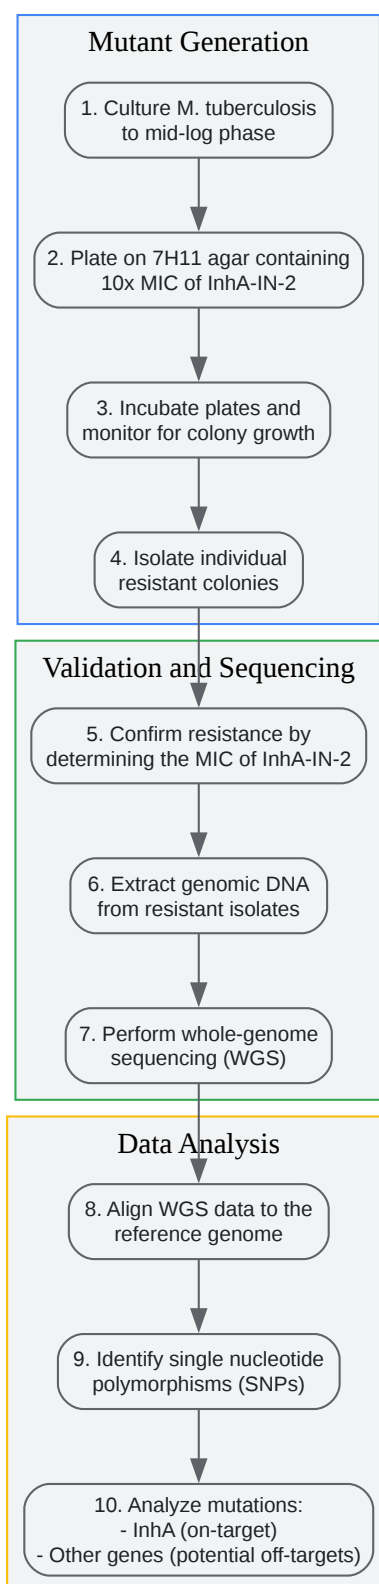 Mutant Generation
1. Culture M. tuberculosis
to mid-log phase
2. Plate on 7H11 agar containing
10x MIC of InhA-IN-2
3. Incubate plates and
monitor for colony growth
4. Isolate individual
resistant colonies
Validation and Sequencing
5. Confirm resistance by
determining the MIC of InhA-IN-2
6. Extract genomic DNA
from resistant isolates
7. Perform whole-genome
sequencing (WGS)
Data Analysis
8. Align WGS data to the
reference genome
9. Identify single nucleotide
polymorphisms (SNPs)
10. Analyze mutations:
- InhA (on-target)
- Other genes (potential off-targets)